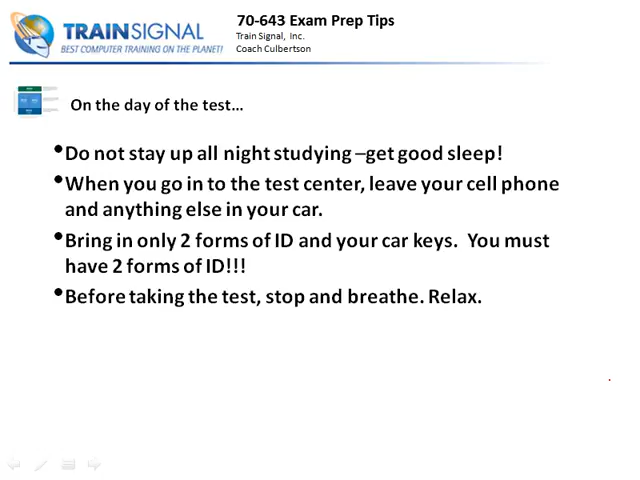 70-643 Exam Prep Tips
TRAINSIGNAL
Train Signal, Inc.
BEST COMPUTER TRAINING ON THE PLANET!
Coach Culbertson
On the day of the test…
•Do not stay up all night studying –get good sleep!
•When you go in to the test center, leave your cell phone
and anything else in your car.
•Bring in only 2 forms of ID and your car keys.  You must
have 2 forms of ID!!!
•Before taking the test, stop and breathe. Relax.